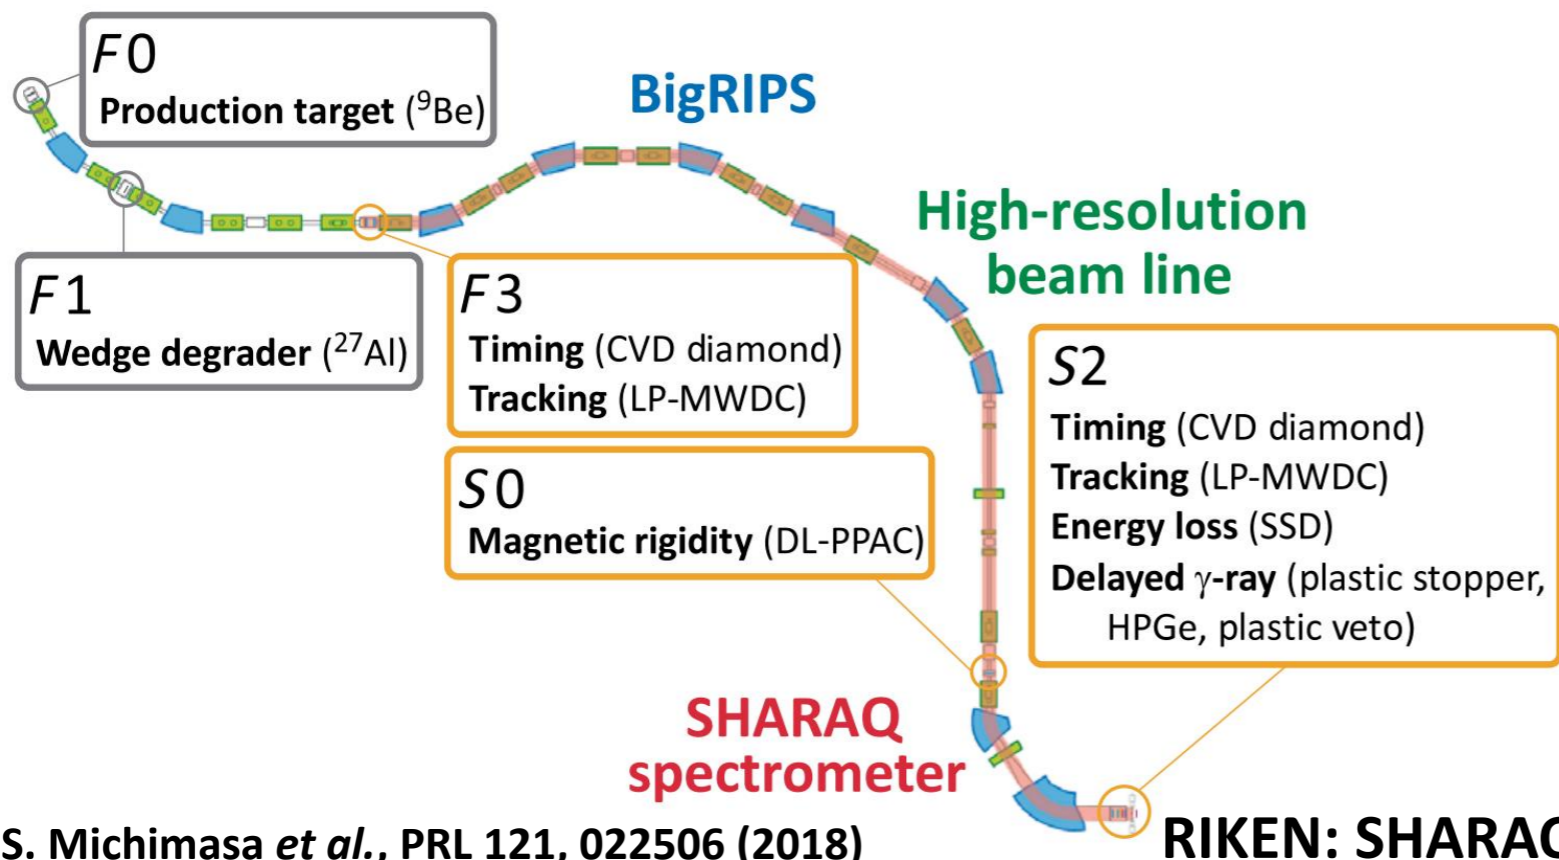 F0
Production target (⁹Be)
BigRIPS
High-resolution
beam line
F1
Wedge degrader (²⁷Al)
F3
Timing (CVD diamond)
Tracking (LP-MWDC)
S0
Magnetic rigidity (DL-PPAC)
S2
Timing (CVD diamond)
Tracking (LP-MWDC)
Energy loss (SSD)
Delayed γ-ray (plastic stopper,
HPGe, plastic veto)
SHARAQ
spectrometer
S. Michimasa et al., PRL 121, 022506 (2018)
RIKEN: SHARAQ